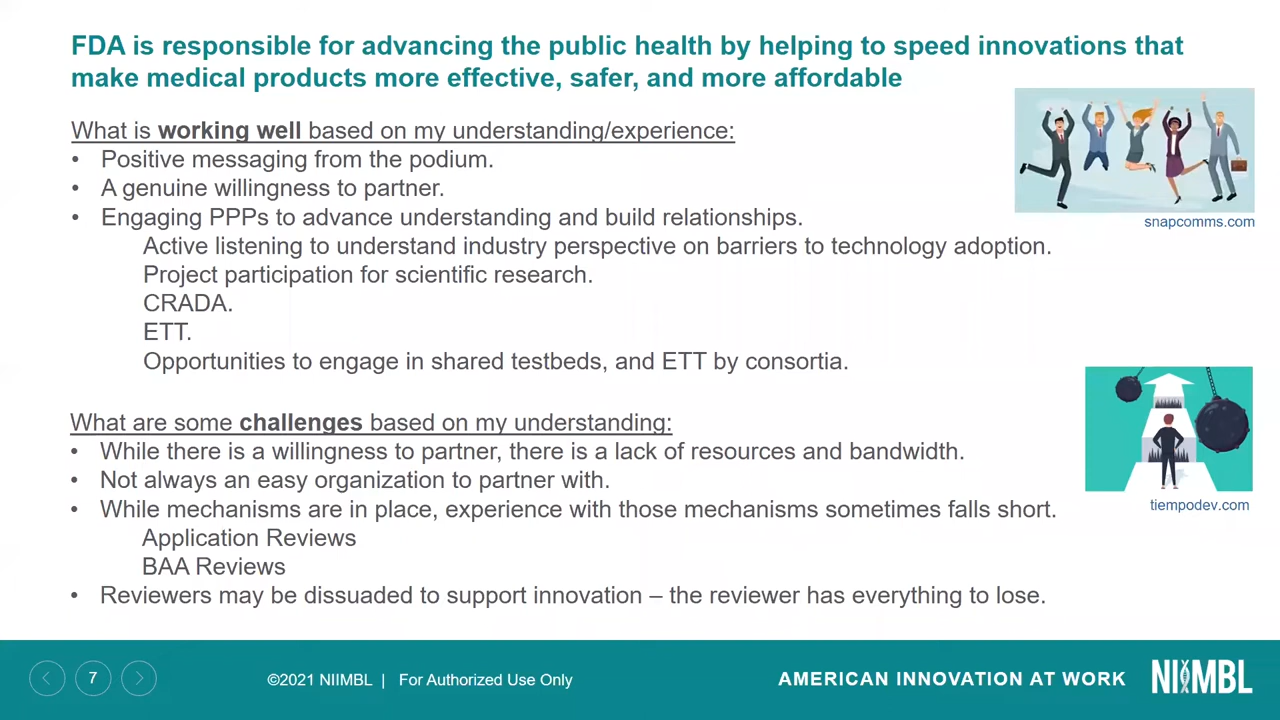 FDA is responsible for advancing the public health by helping to speed innovations that
make medical products more effective, safer, and more affordable
What is working well based on my understanding/experience:
• Positive messaging from the podium.
• A genuine willingness to partner.
• Engaging PPPs to advance understanding and build relationships.
Active listening to understand industry perspective on barriers to technology adoption.
Project participation for scientific research.
CRADA.
ETT.
Opportunities to engage in shared testbeds, and ETT by consortia.
snapcomms.com
What are some challenges based on my understanding:
• While there is a willingness to partner, there is a lack of resources and bandwidth.
• Not always an easy organization to partner with.
• While mechanisms are in place, experience with those mechanisms sometimes falls short.
Application Reviews
BAA Reviews
• Reviewers may be dissuaded to support innovation – the reviewer has everything to lose.
tiempodev.com
7
©2021 NIIMBL | For Authorized Use Only
AMERICAN INNOVATION AT WORK
NIIMBL